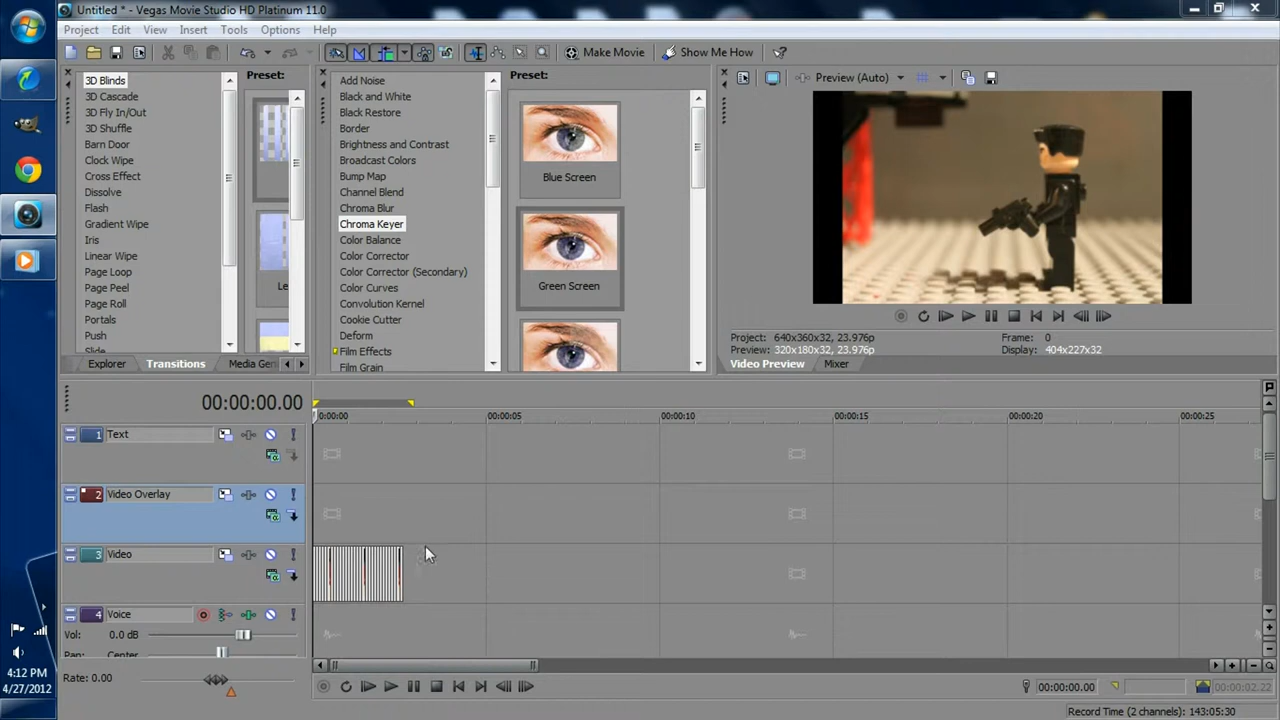 Untitled * - Vegas Movie Studio HD Platinum 11.0
Project Edit View Insert Tools Options Help
Make Movie Show Me How
3D Blinds
3D Cascade
3D Fly In/Out
3D Shuffle
Barn Door
Clock Wipe
Cross Effect
Dissolve
Flash
Gradient Wipe
Iris
Linear Wipe
Page Loop
Page Peel
Page Roll
Portals
Push
Slide
Preset:
Le
Explorer Transitions Media Gen
Add Noise
Black and White
Black Restore
Border
Brightness and Contrast
Broadcast Colors
Bump Map
Channel Blend
Chroma Blur
Chroma Keyer
Color Balance
Color Corrector
Color Corrector (Secondary)
Color Curves
Convolution Kernel
Cookie Cutter
Deform
Film Effects
Film Grain
Preset:
Blue Screen
Green Screen
Preview (Auto)
Project: 640x360x32, 23.976p
Preview: 320x180x32, 23.976p
Frame: 0
Display: 404x227x32
Video Preview Mixer
00:00:00.00
0:00:00 00:00:05 00:00:10 00:00:15 00:00:20 00:00:25
1 Text
2 Video Overlay
3 Video
4 Voice
Vol: 0.0 dB
Pan: Center
Rate: 0.00
00:00:00.00
00:00:02.22
Record Time (2 channels): 143:05:30
4:12 PM
4/27/2012